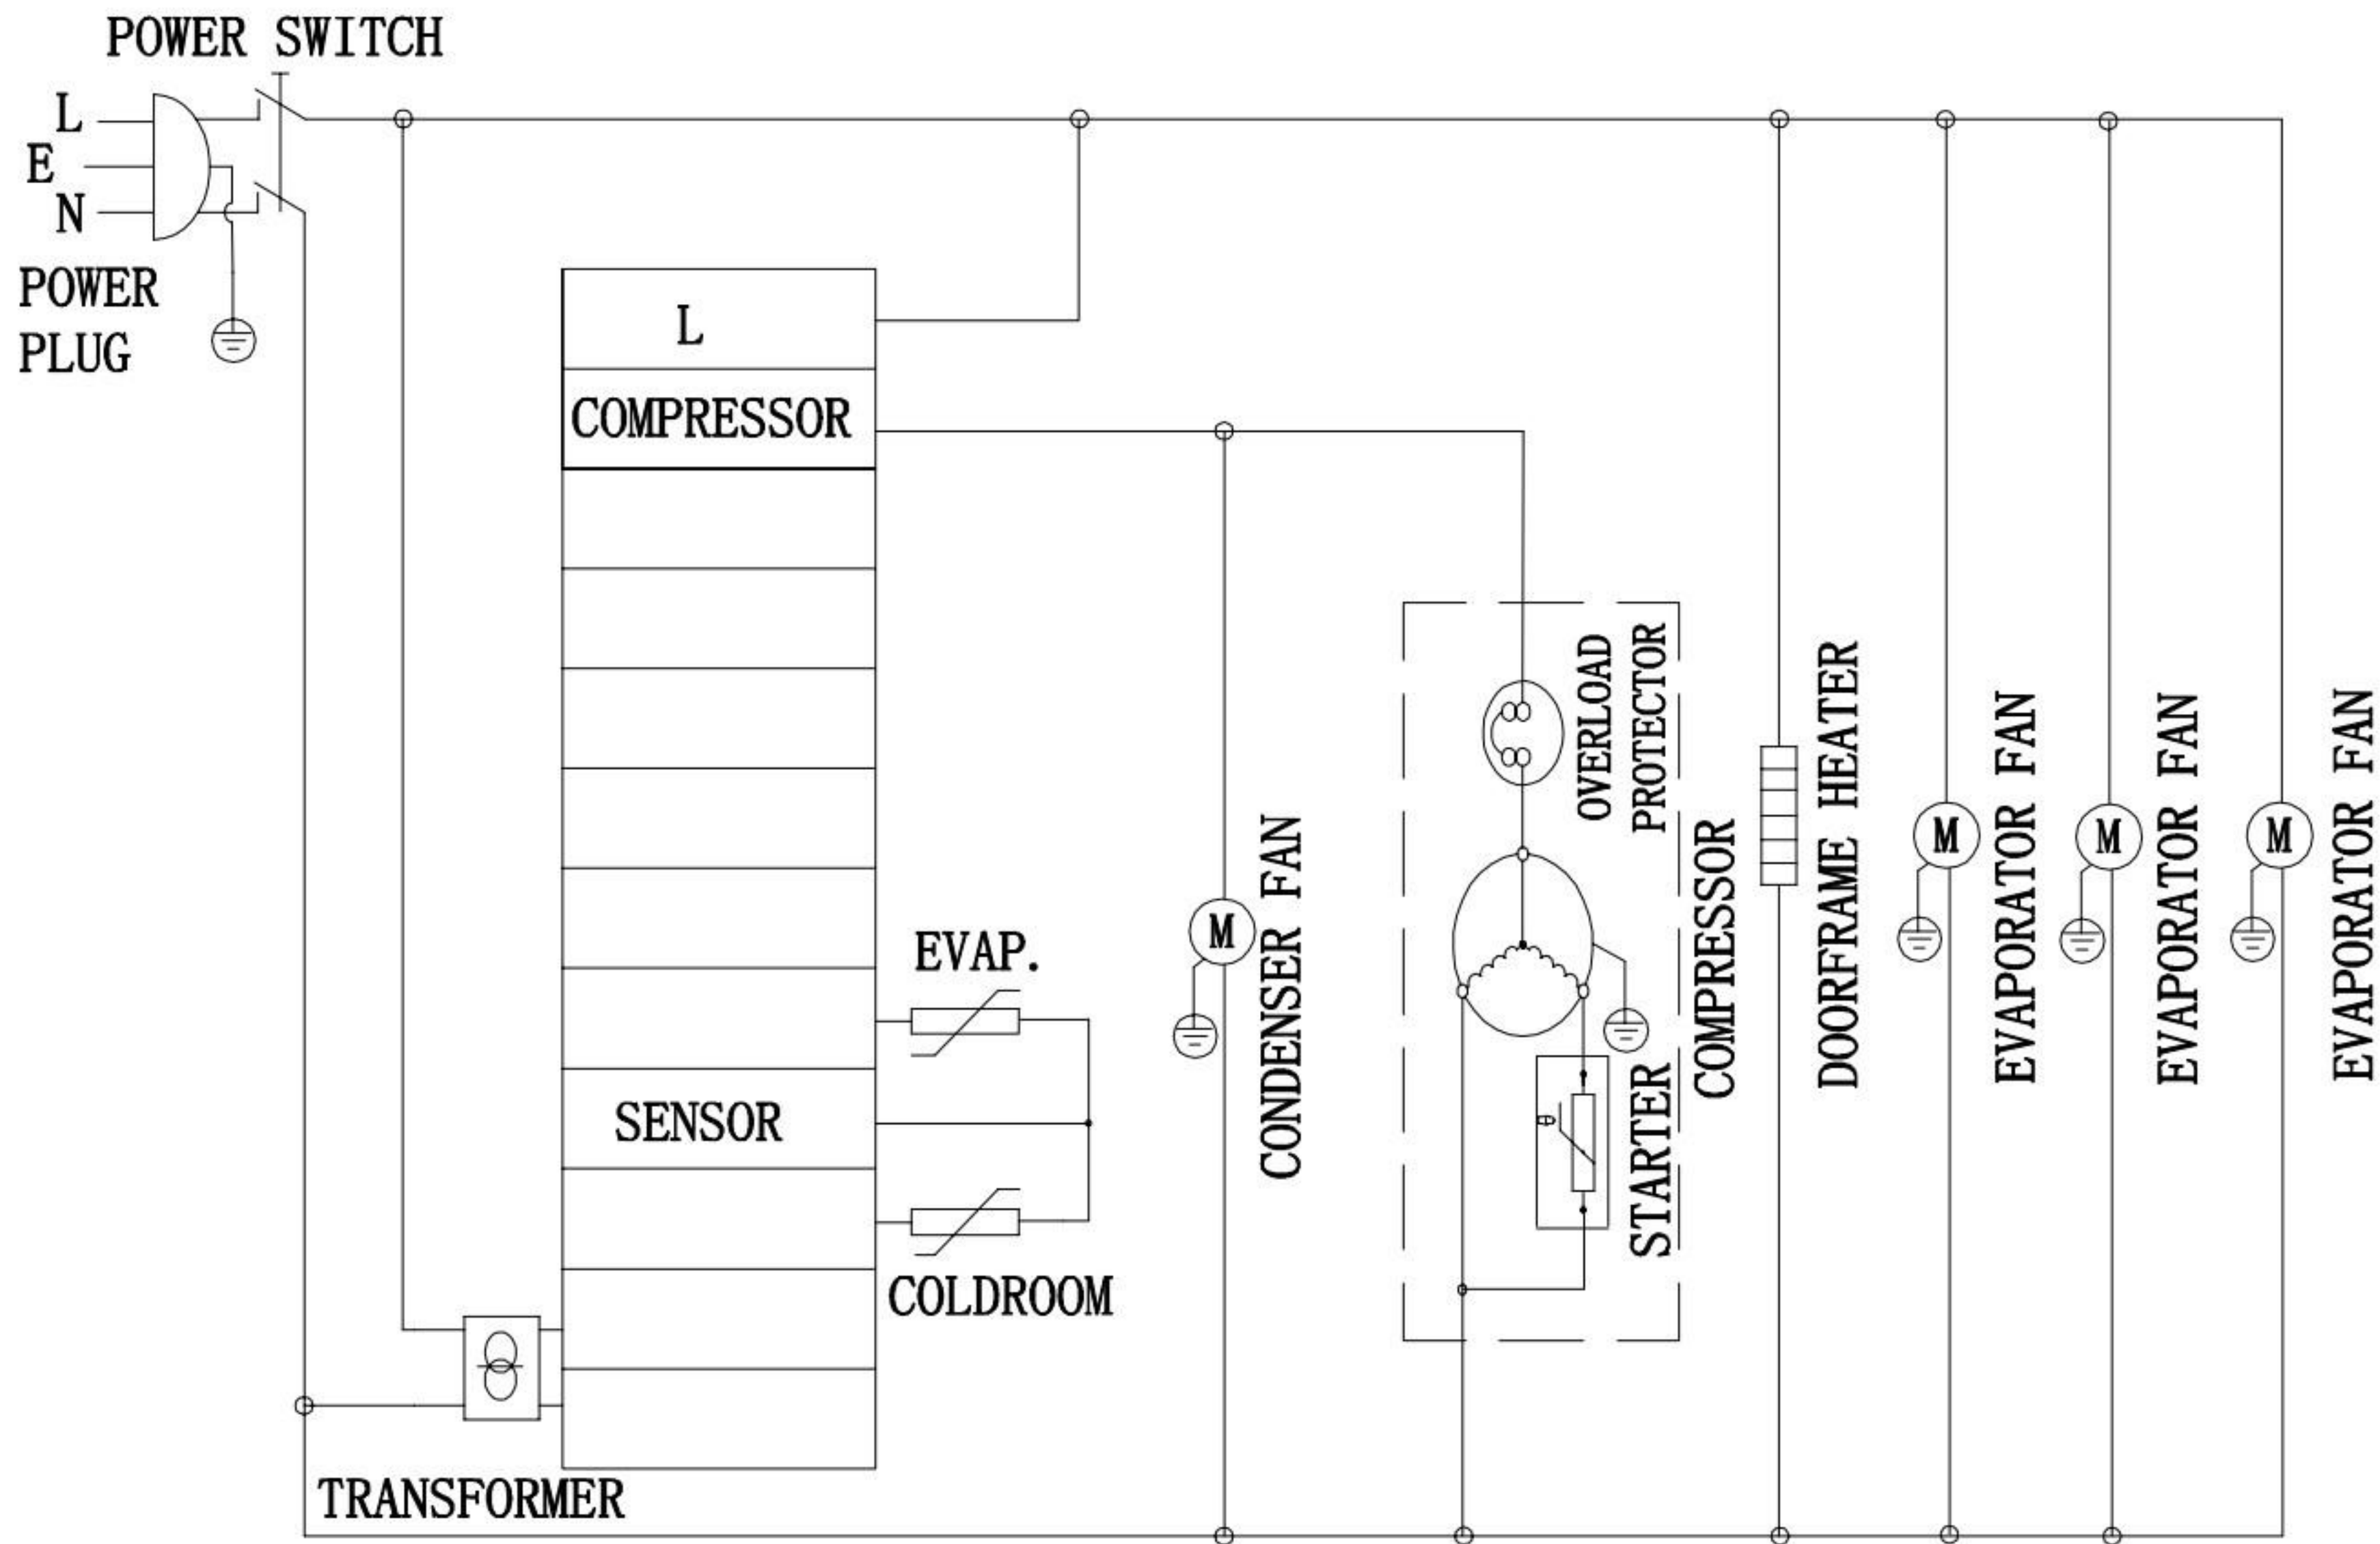 POWER SWITCH
L
E
N
POWER
PLUG
L
COMPRESSOR
SENSOR
EVAP.
COLDROOM
TRANSFORMER
M
CONDENSER FAN
OVERLOAD
PROTECTOR
STARTER
θ
COMPRESSOR
DOORFRAME HEATER
M
EVAPORATOR FAN
M
EVAPORATOR FAN
M
EVAPORATOR FAN